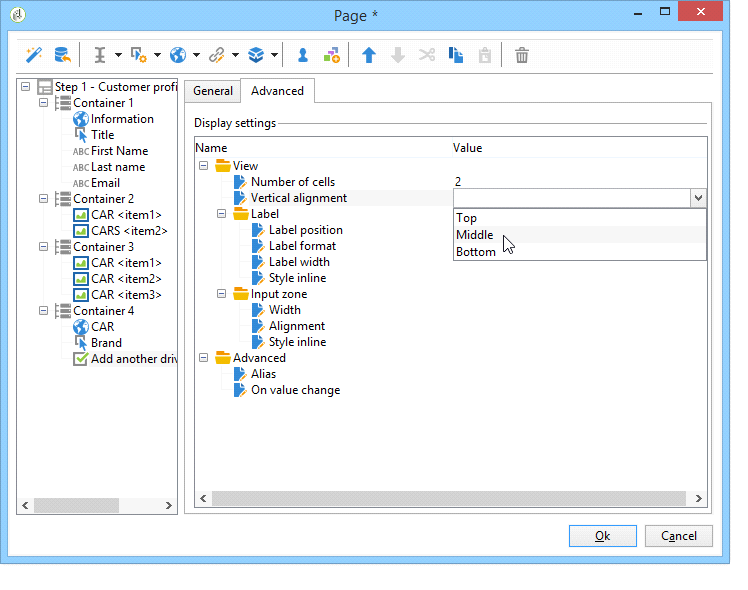 Page *
Step 1 - Customer profi
Container 1
Information
Title
ABC First Name
ABC Last name
ABC Email
Container 2
CAR <item1>
CARS <item2>
Container 3
CAR <item1>
CAR <item2>
CAR <item3>
Container 4
CAR
Brand
Add another driv
General Advanced
Display settings
Name Value
View
Number of cells 2
Vertical alignment
Top
Middle
Bottom
Label
Label position
Label format
Label width
Style inline
Input zone
Width
Alignment
Style inline
Advanced
Alias
On value change
Ok Cancel